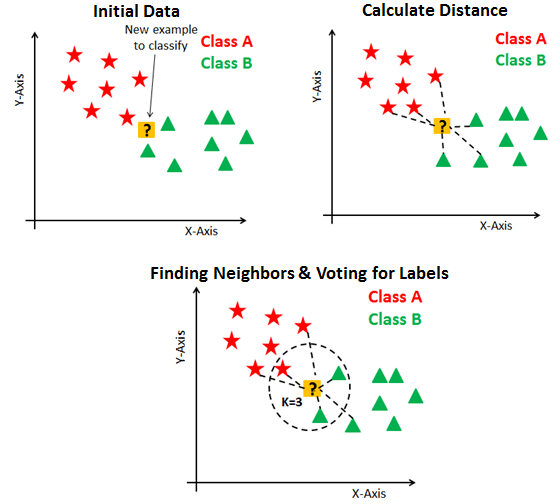 Initial Data
New example
to classify
Class A
Class B
?
Y-Axis
X-Axis
Calculate Distance
Class A
Class B
?
Y-Axis
X-Axis
Finding Neighbors & Voting for Labels
Class A
Class B
?
K=3
Y-Axis
X-Axis